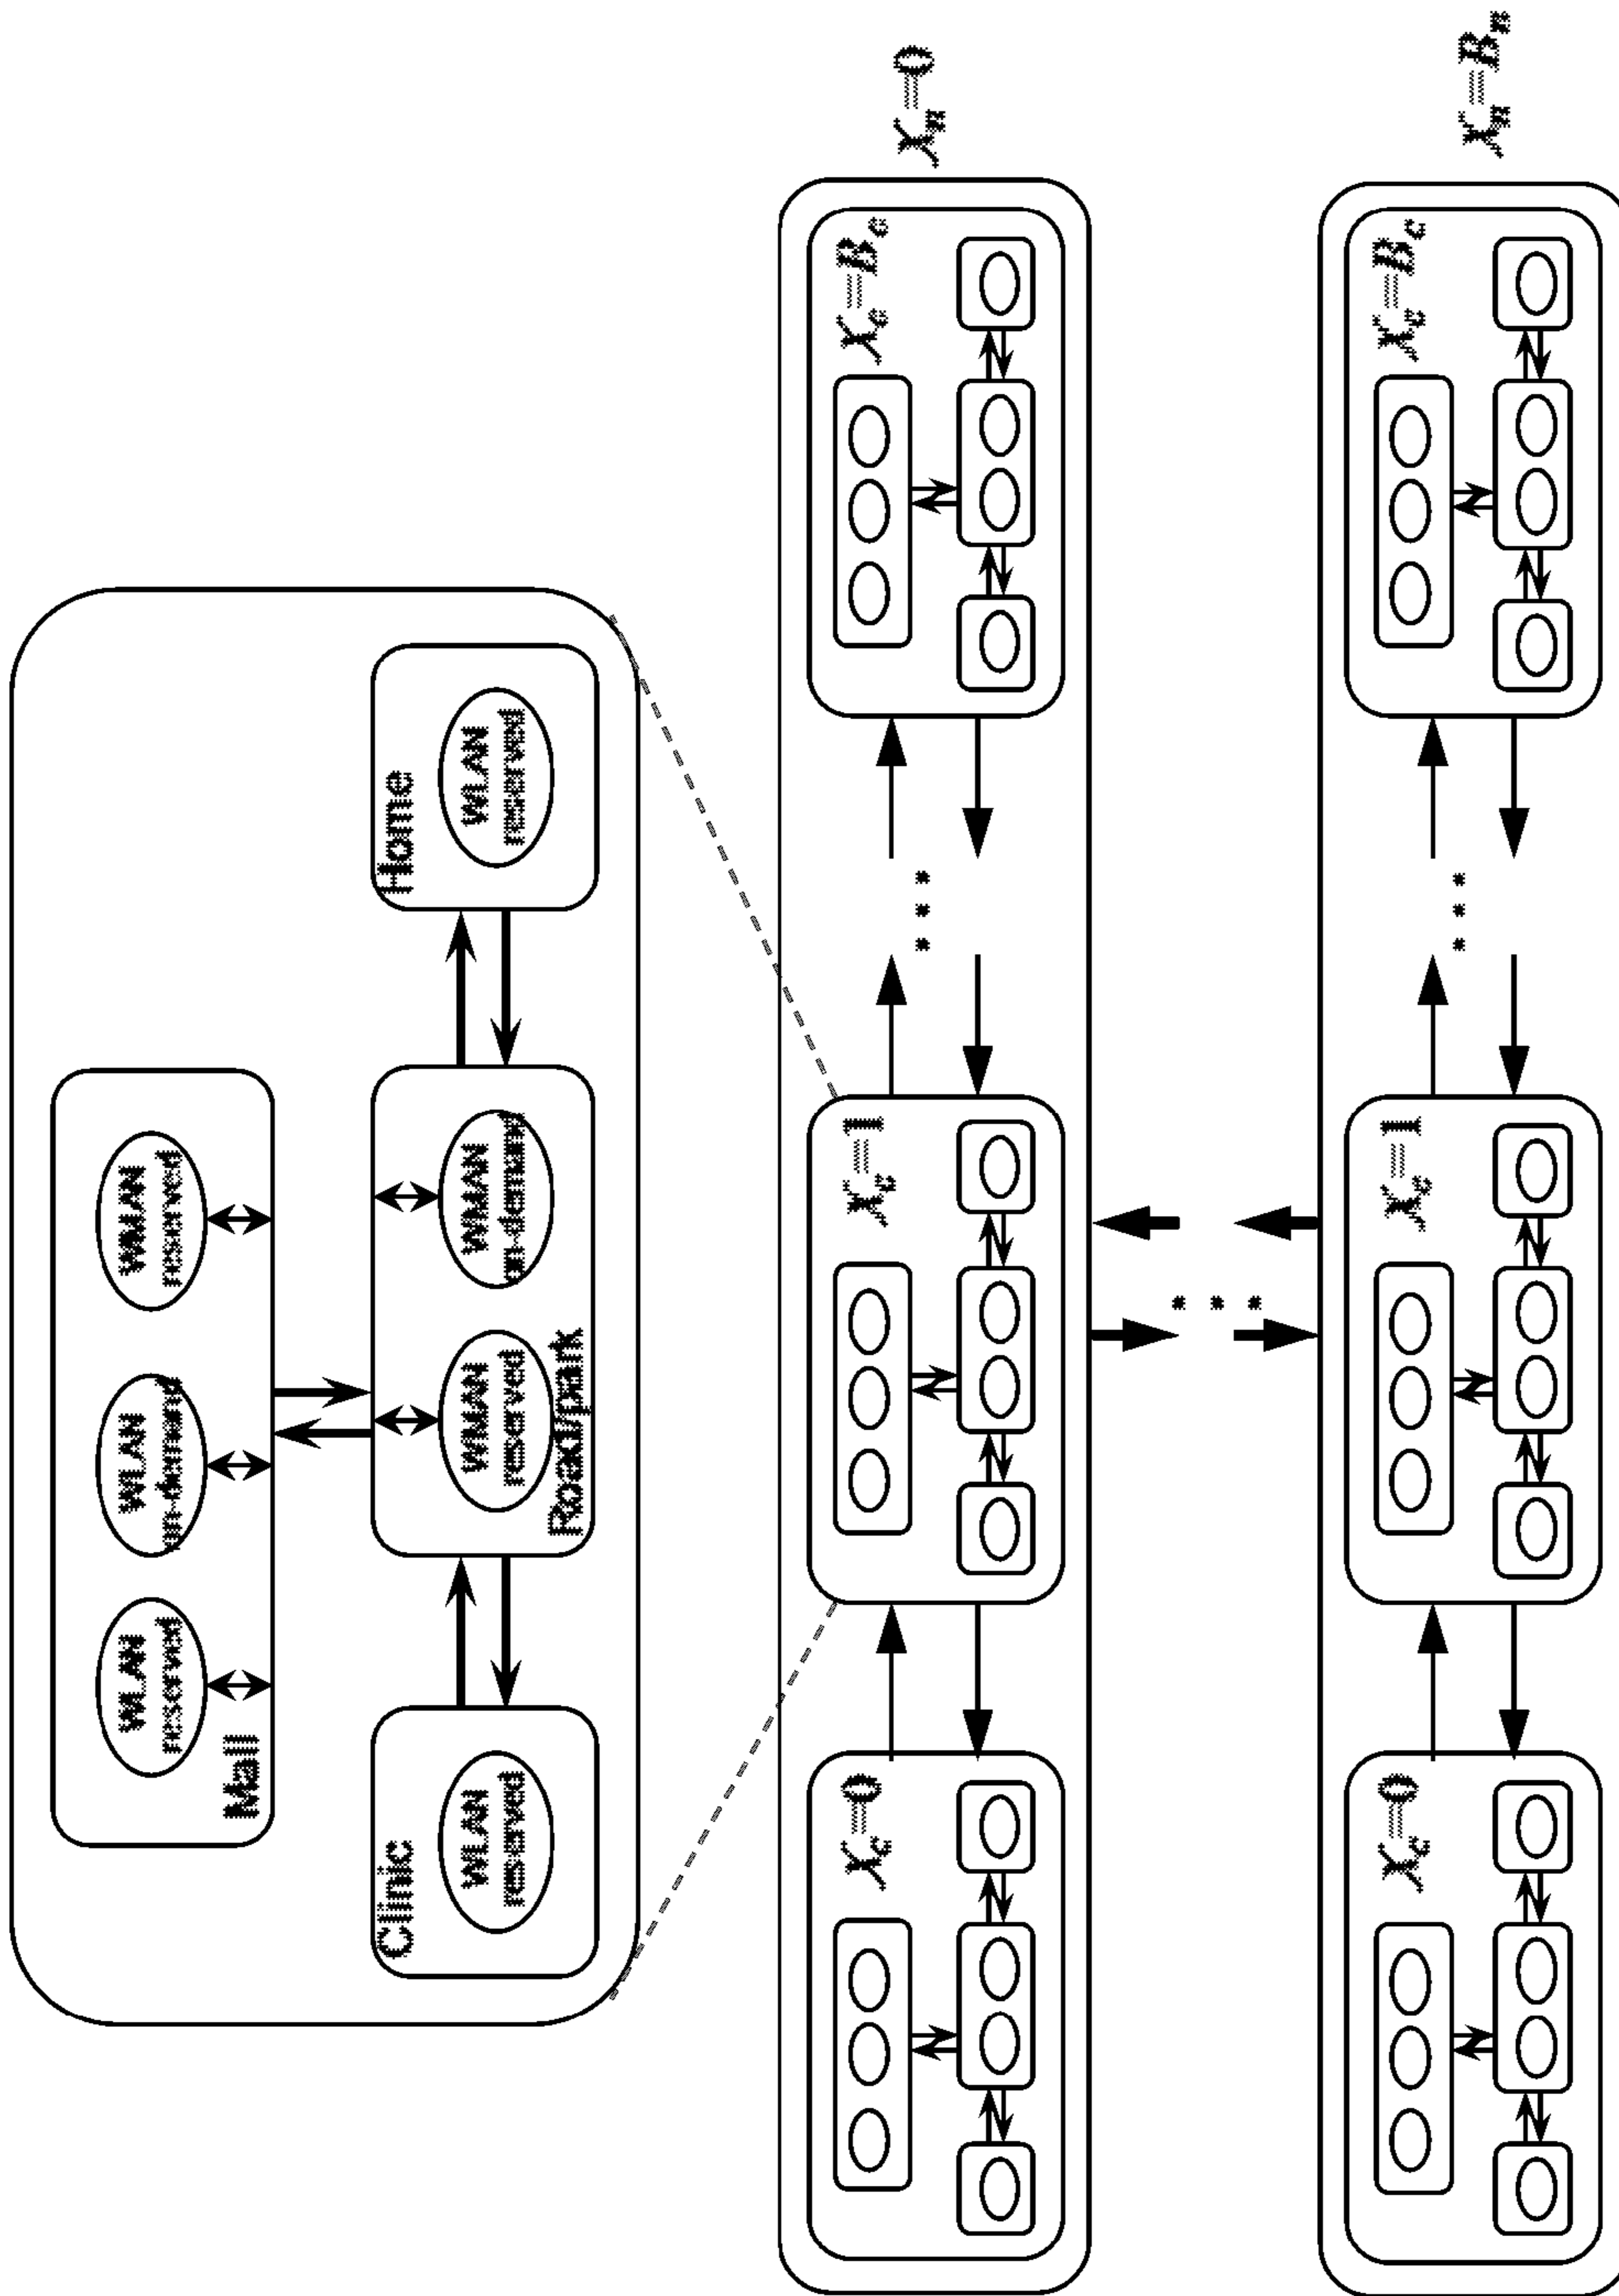 Mall
WLAN
reserved
WLAN
on-demand
WMAN
reserved
Clinic
WLAN
reserved
WMAN
reserved
WMAN
on-demand
Road/park
Home
WLAN
reserved
X_c=0
X_c=1
...
X_c=B_c
X_n=0
...
X_c=0
X_c=1
...
X_c=B_c
X_n=B_n